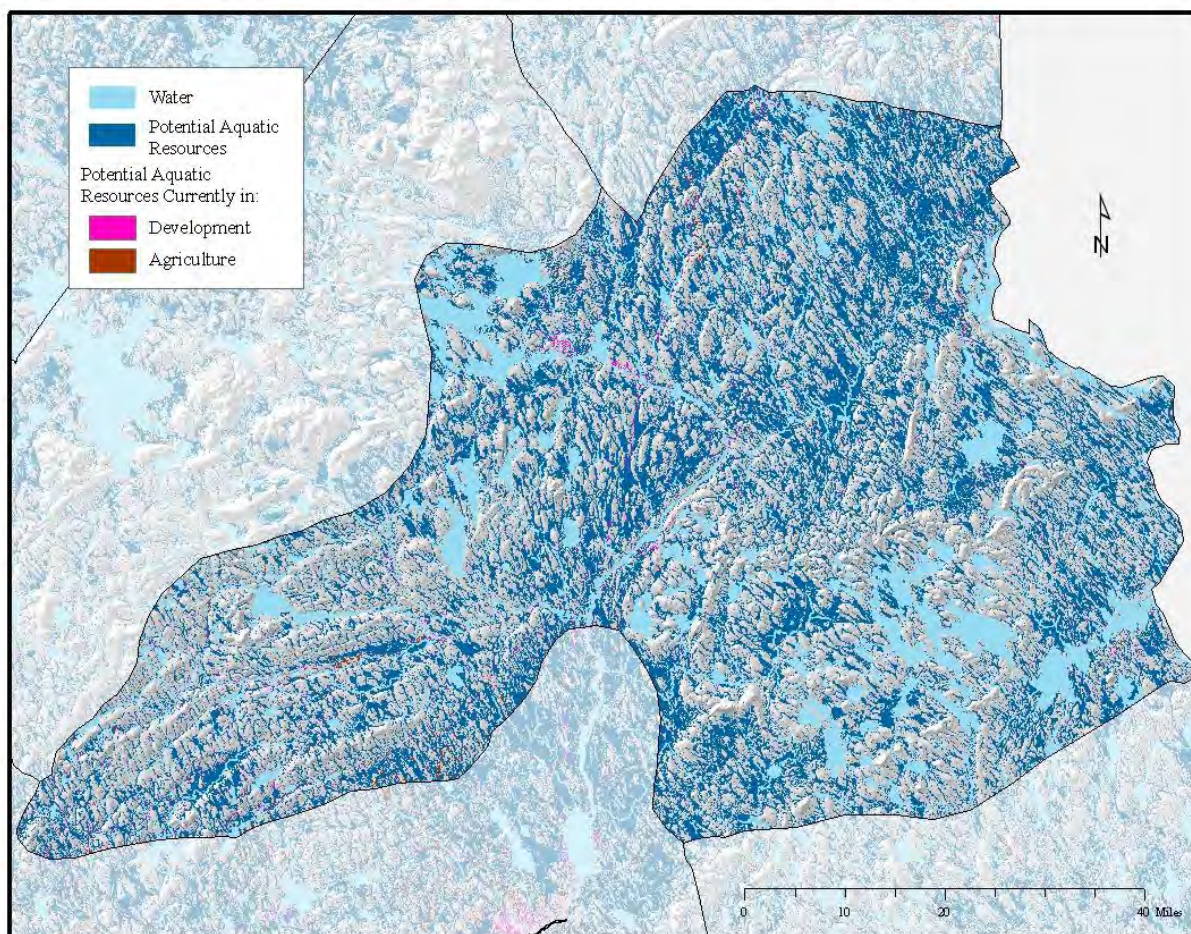 Water
Potential Aquatic
Resources
Potential Aquatic
Resources Currently in:
Development
Agriculture
N
0 10 20 40 Miles